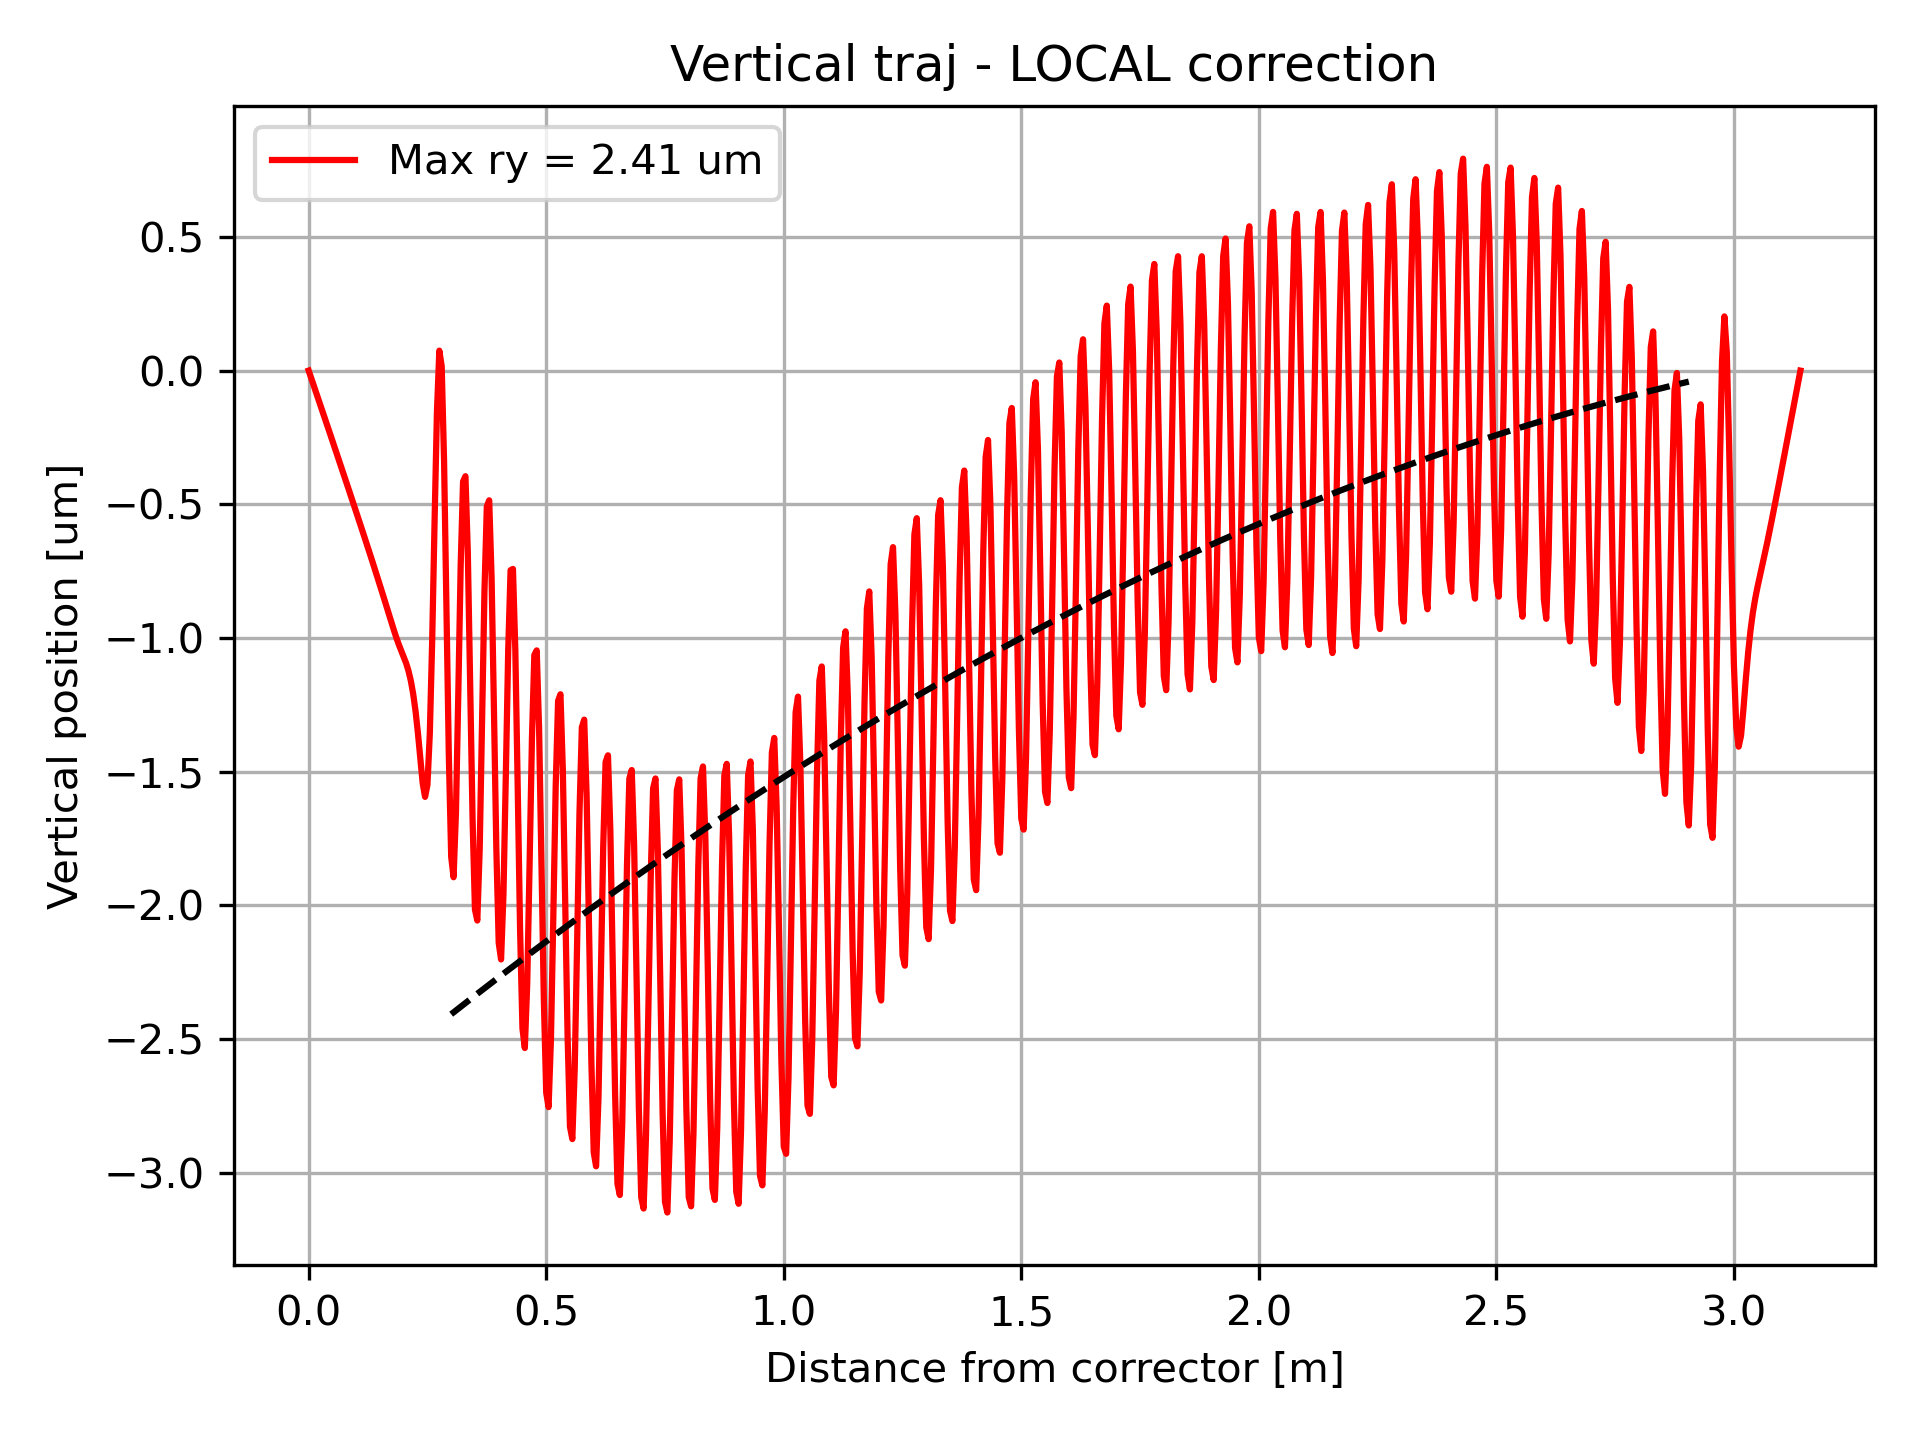 Vertical traj - LOCAL correction
Max ry = 2.41 um
Vertical position [um]
0.5
0.0
−0.5
−1.0
−1.5
−2.0
−2.5
−3.0
0.0 0.5 1.0 1.5 2.0 2.5 3.0
Distance from corrector [m]